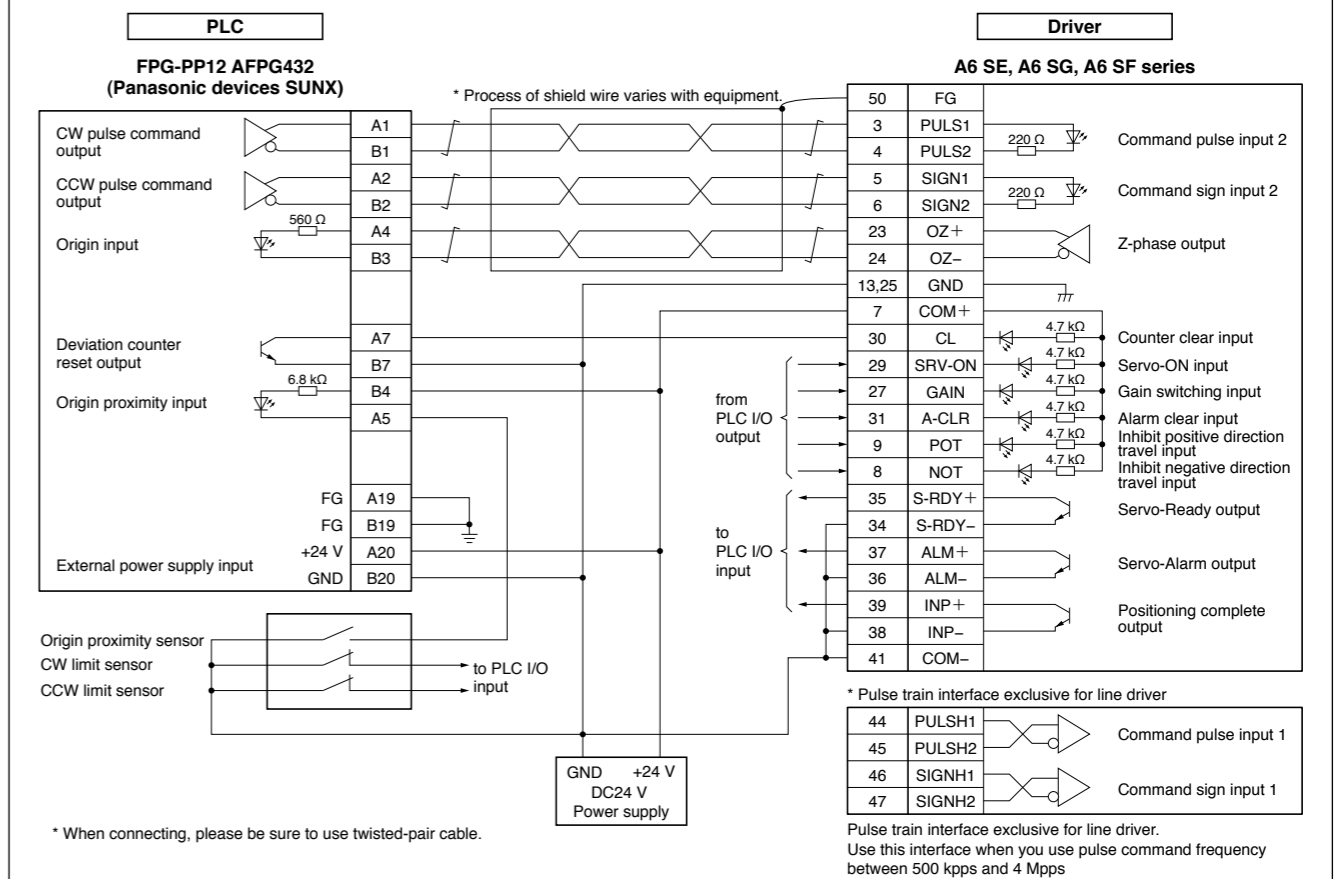 PLC
Driver
FPG-PP12 AFPG432
(Panasonic devices SUNX)
A6 SE, A6 SG, A6 SF series
* Process of shield wire varies with equipment.
CW pulse command
output
A1
B1
CCW pulse command
output
A2
B2
560 Ω
Origin input
A4
B3
Deviation counter
reset output
A7
B7
6.8 kΩ
Origin proximity input
B4
A5
FG A19
FG B19
External power supply input
+24 V A20
GND B20
50 FG
3 PULS1
4 PULS2
220 Ω
Command pulse input 2
5 SIGN1
6 SIGN2
220 Ω
Command sign input 2
23 OZ+
24 OZ−
Z-phase output
13,25 GND
7 COM+
30 CL 4.7 kΩ Counter clear input
29 SRV-ON 4.7 kΩ Servo-ON input
27 GAIN 4.7 kΩ Gain switching input
31 A-CLR 4.7 kΩ Alarm clear input
9 POT 4.7 kΩ Inhibit positive direction
travel input
8 NOT 4.7 kΩ Inhibit negative direction
travel input
from
PLC I/O
output
35 S-RDY+
34 S-RDY−
Servo-Ready output
37 ALM+
36 ALM−
Servo-Alarm output
39 INP+
38 INP−
Positioning complete
output
41 COM−
to
PLC I/O
input
Origin proximity sensor
CW limit sensor
CCW limit sensor
to PLC I/O
input
GND +24 V
DC24 V
Power supply
* When connecting, please be sure to use twisted-pair cable.
* Pulse train interface exclusive for line driver
44 PULSH1
45 PULSH2
Command pulse input 1
46 SIGNH1
47 SIGNH2
Command sign input 1
Pulse train interface exclusive for line driver.
Use this interface when you use pulse command frequency
between 500 kpps and 4 Mpps